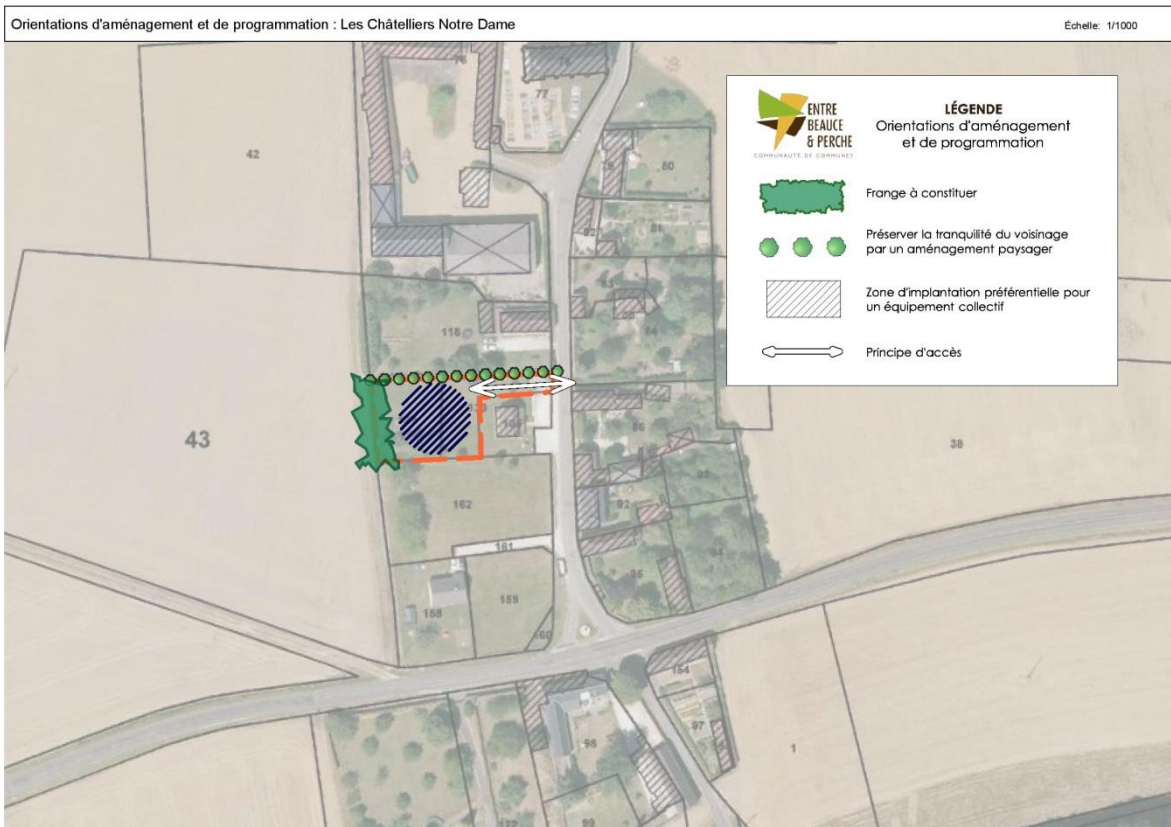 Orientations d'aménagement et de programmation : Les Châtelliers Notre Dame
Échelle: 1/1000
ENTRE
BEAUCE
& PERCHE
COMMUNAUTÉ DE COMMUNES
LÉGENDE
Orientations d'aménagement
et de programmation
Frange à constituer
Préserver la tranquilité du voisinage
par un aménagement paysager
Zone d'implantation préférentielle pour
un équipement collectif
Principe d'accès
76
77
42
80
81
118
43
86
38
162
92
161
94
95
159
158
160
154
97
98
1
99